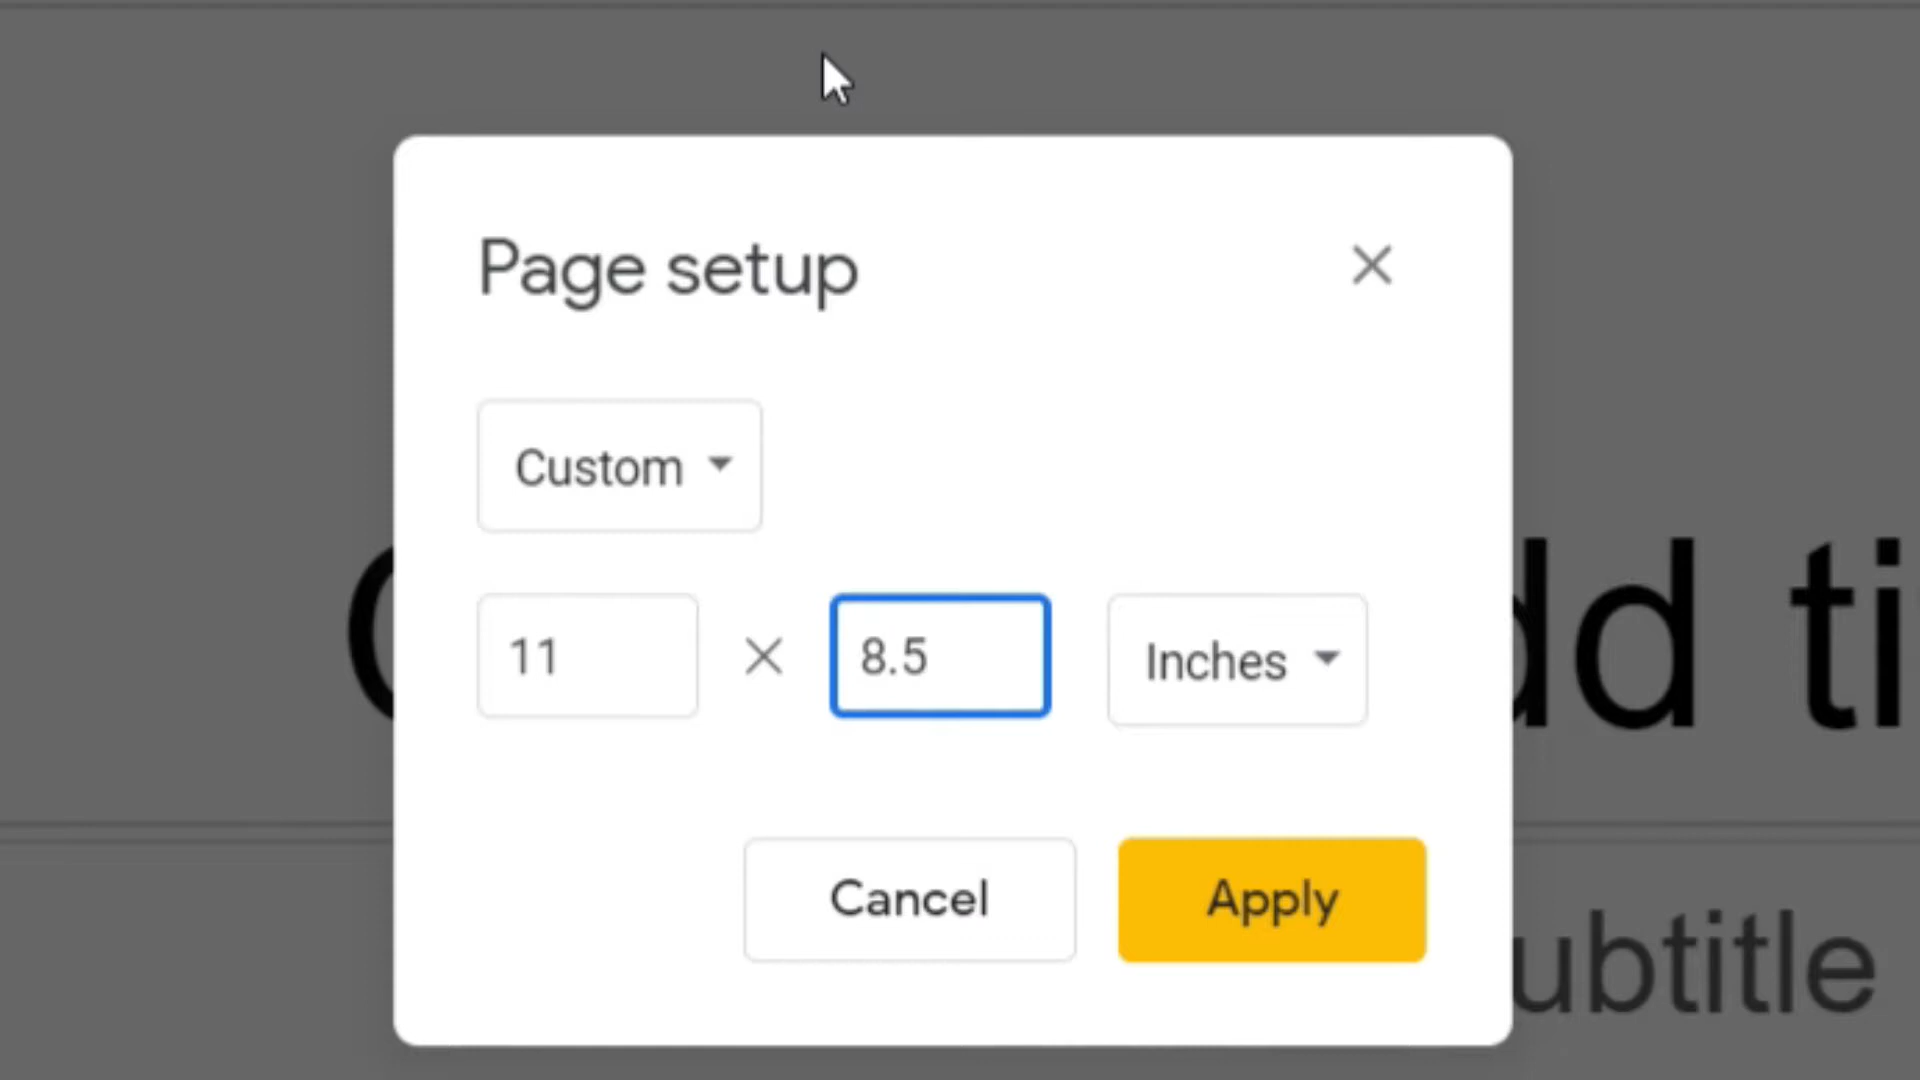 Page setup
Custom
11 × 8.5 Inches
dd ti
Cancel Apply
ubtitle